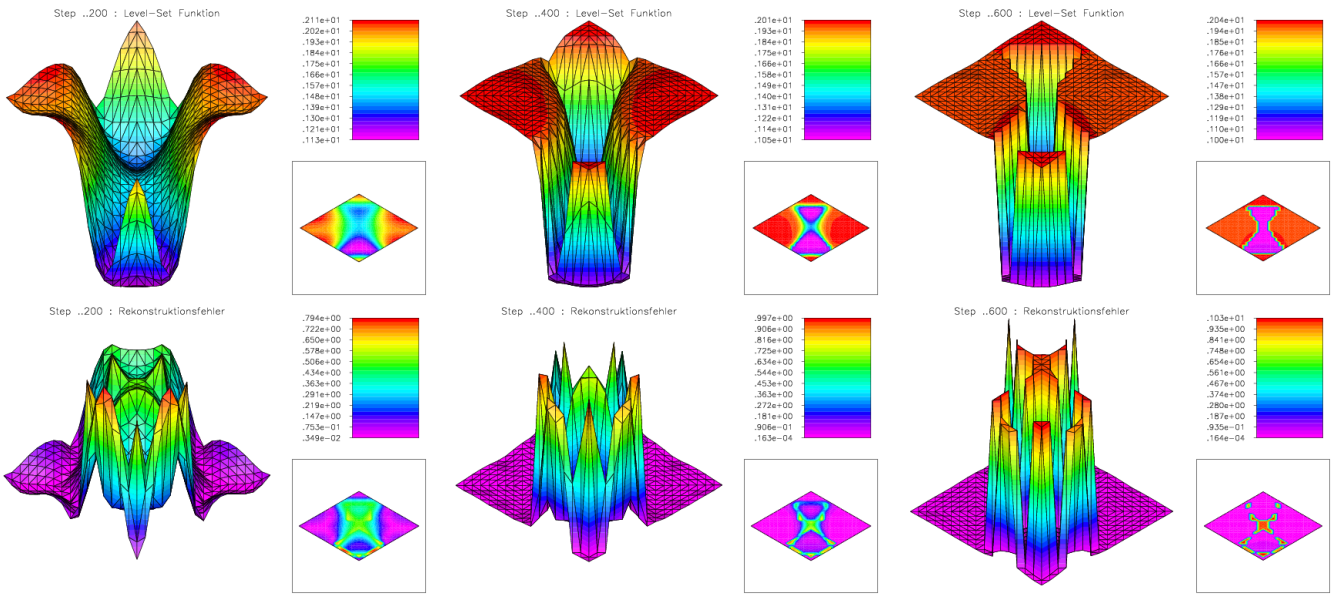 Step ..200 : Level-Set Funktion
.211e+01
.202e+01
.193e+01
.184e+01
.175e+01
.166e+01
.157e+01
.148e+01
.139e+01
.130e+01
.121e+01
.113e+01
Step ..400 : Level-Set Funktion
.201e+01
.193e+01
.184e+01
.175e+01
.166e+01
.157e+01
.149e+01
.140e+01
.131e+01
.122e+01
.114e+01
.105e+01
Step ..600 : Level-Set Funktion
.204e+01
.195e+01
.185e+01
.176e+01
.166e+01
.157e+01
.147e+01
.138e+01
.129e+01
.119e+01
.110e+01
.100e+01
Step ..200 : Rekonstruktionsfehler
.794e+00
.722e+00
.650e+00
.578e+00
.506e+00
.434e+00
.363e+00
.291e+00
.219e+00
.147e+00
.753e-01
.349e-02
Step ..400 : Rekonstruktionsfehler
.997e+00
.906e+00
.816e+00
.725e+00
.634e+00
.544e+00
.453e+00
.363e+00
.272e+00
.181e+00
.906e-01
.163e-04
Step ..600 : Rekonstruktionsfehler
.103e+01
.935e+00
.841e+00
.748e+00
.654e+00
.561e+00
.467e+00
.374e+00
.280e+00
.187e+00
.935e-01
.164e-04